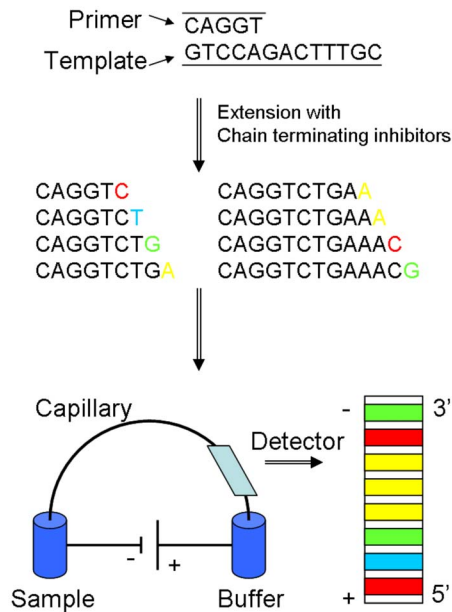 Primer
CAGGT
Template
GTCCAGACTTTGC
Extension with
Chain terminating inhibitors
CAGGTC
CAGGTCT
CAGGTCTG
CAGGTCTGA
CAGGTCTGAA
CAGGTCTGAAA
CAGGTCTGAAAC
CAGGTCTGAAACG
Capillary
Detector
- 3’
- +
+ 5’
Sample
Buffer